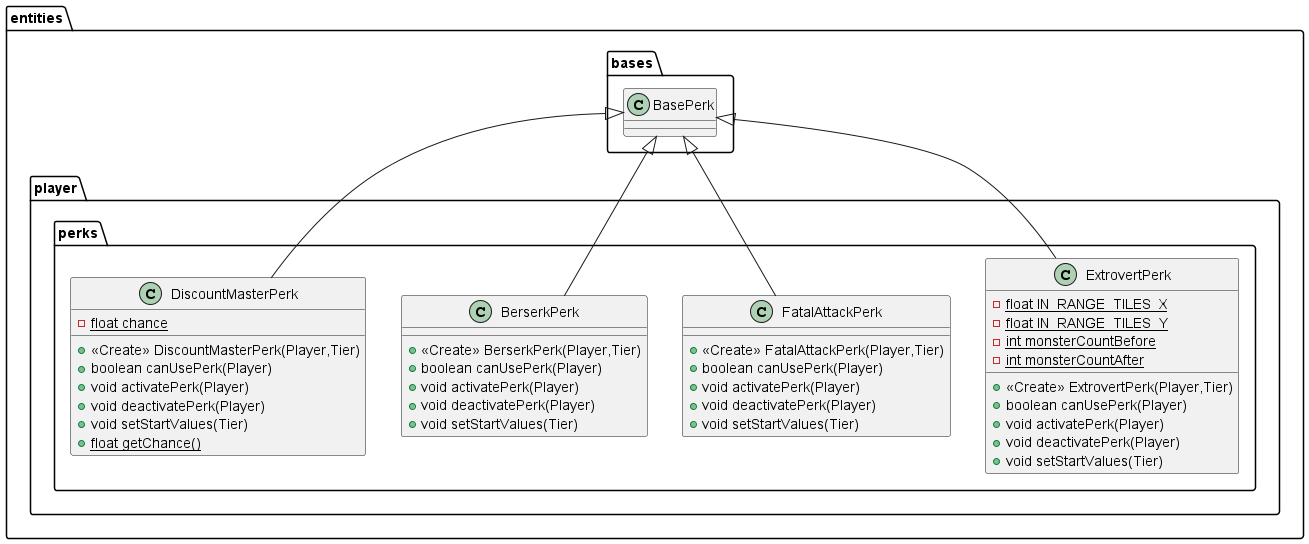 entities
bases
C BasePerk
player
perks
C DiscountMasterPerk
float chance
«Create» DiscountMasterPerk(Player,Tier)
boolean canUsePerk(Player)
void activatePerk(Player)
void deactivatePerk(Player)
void setStartValues(Tier)
float getChance()
C BerserkPerk
«Create» BerserkPerk(Player,Tier)
boolean canUsePerk(Player)
void activatePerk(Player)
void deactivatePerk(Player)
void setStartValues(Tier)
C FatalAttackPerk
«Create» FatalAttackPerk(Player,Tier)
boolean canUsePerk(Player)
void activatePerk(Player)
void deactivatePerk(Player)
void setStartValues(Tier)
C ExtrovertPerk
float IN_RANGE_TILES_X
float IN_RANGE_TILES_Y
int monsterCountBefore
int monsterCountAfter
«Create» ExtrovertPerk(Player,Tier)
boolean canUsePerk(Player)
void activatePerk(Player)
void deactivatePerk(Player)
void setStartValues(Tier)